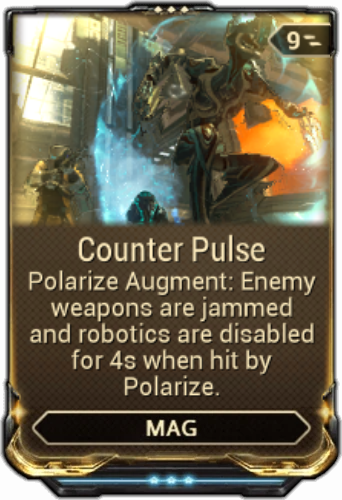 9
Counter Pulse
Polarize Augment: Enemy
weapons are jammed
and robotics are disabled
for 4s when hit by
Polarize.
MAG